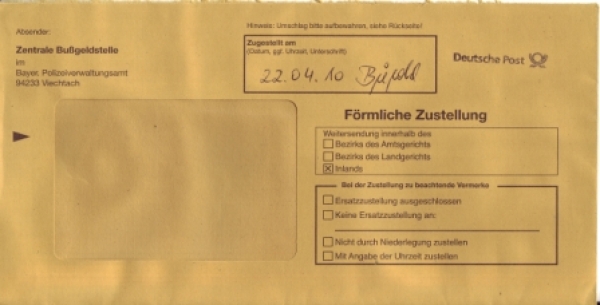 Hinweis: Umschlag bitte aufbewahren, siehe Rückseite!
Absender:
Zentrale Bußgeldstelle
im
Bayer. Polizeiverwaltungsamt
94233 Viechtach
Zugestellt am
(Datum, ggf. Uhrzeit, Unterschrift)
22.04.10
Deutsche Post
Förmliche Zustellung
Weitersendung innerhalb des
Bezirks des Amtsgerichts
Bezirks des Landgerichts
Inlands
Bei der Zustellung zu beachtende Vermerke
Ersatzzustellung ausgeschlossen
Keine Ersatzzustellung an:
Nicht durch Niederlegung zustellen
Mit Angabe der Uhrzeit zustellen